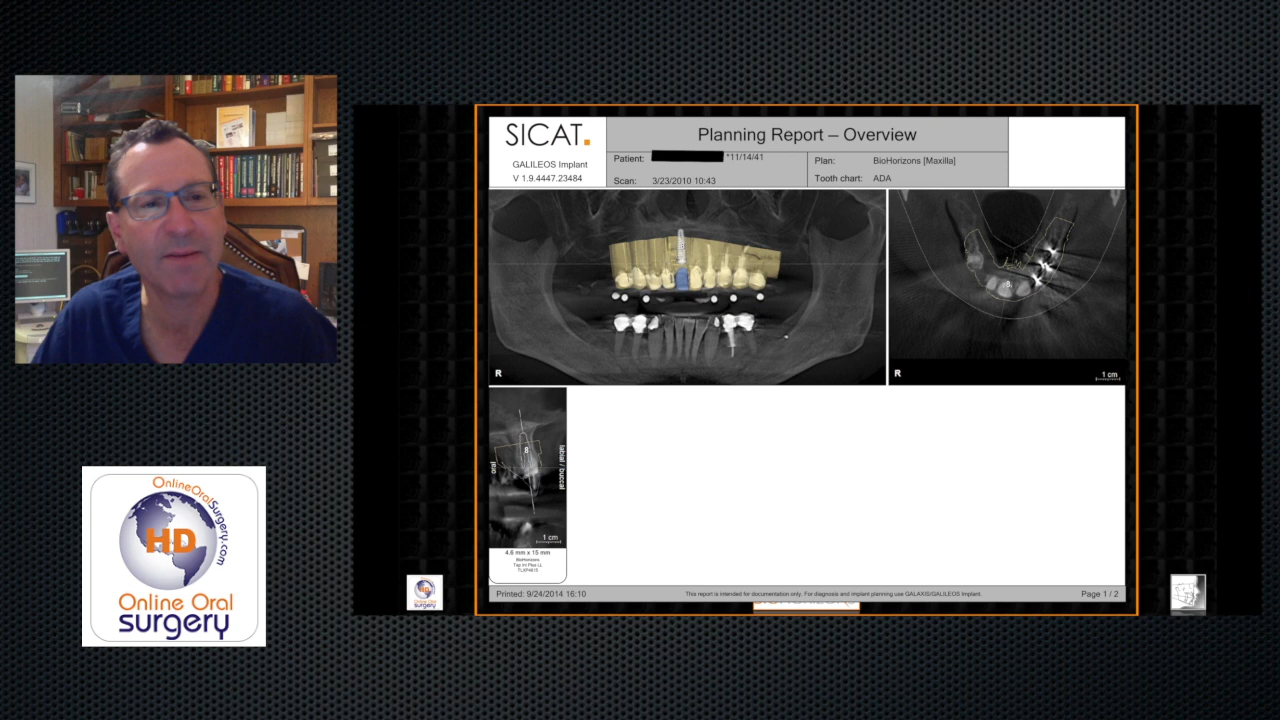 SICAT.
GALILEOS Implant
V 1.9.4447.23484
Planning Report – Overview
Patient: *11/14/41
Scan: 3/23/2010 10:43
Plan: BioHorizons [Maxilla]
Tooth chart: ADA
R
8
R
1 cm
oral
8
labial / buccal
1 cm
4.6 mm x 15 mm
BioHorizons
Printed: 9/24/2014 16:10
This report is intended for documentation only. For diagnosis and implant planning use GALAXIS/GALILEOS Implant.
Page 1 / 2
OnlineOralSurgery.com
HD
Online Oral
surgery